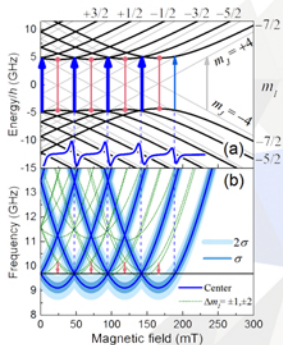 +3/2 +1/2 -1/2 -3/2 -5/2
10
5
0
-5
-10
-15
Energy/h (GHz)
-7/2
m_J = +4
m_J = -4
m_I
-7/2
-5/2
(a)
(b)
13
12
11
10
9
8
Frequency (GHz)
2σ
σ
Center
Δm_I= ±1,±2
0 50 100 150 200 250 300
Magnetic field (mT)